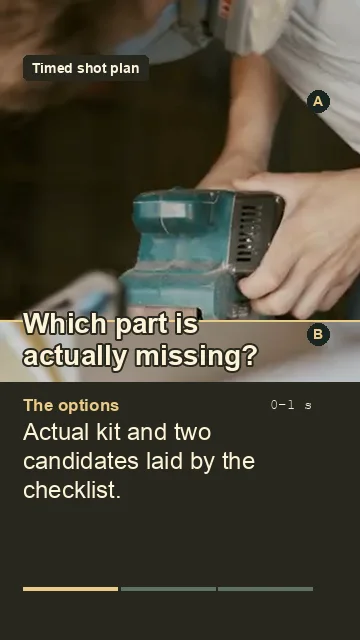 Timed shot plan
A
B
Which part is
actually missing?
The options
0–1 s
Actual kit and two
candidates laid by the
checklist.